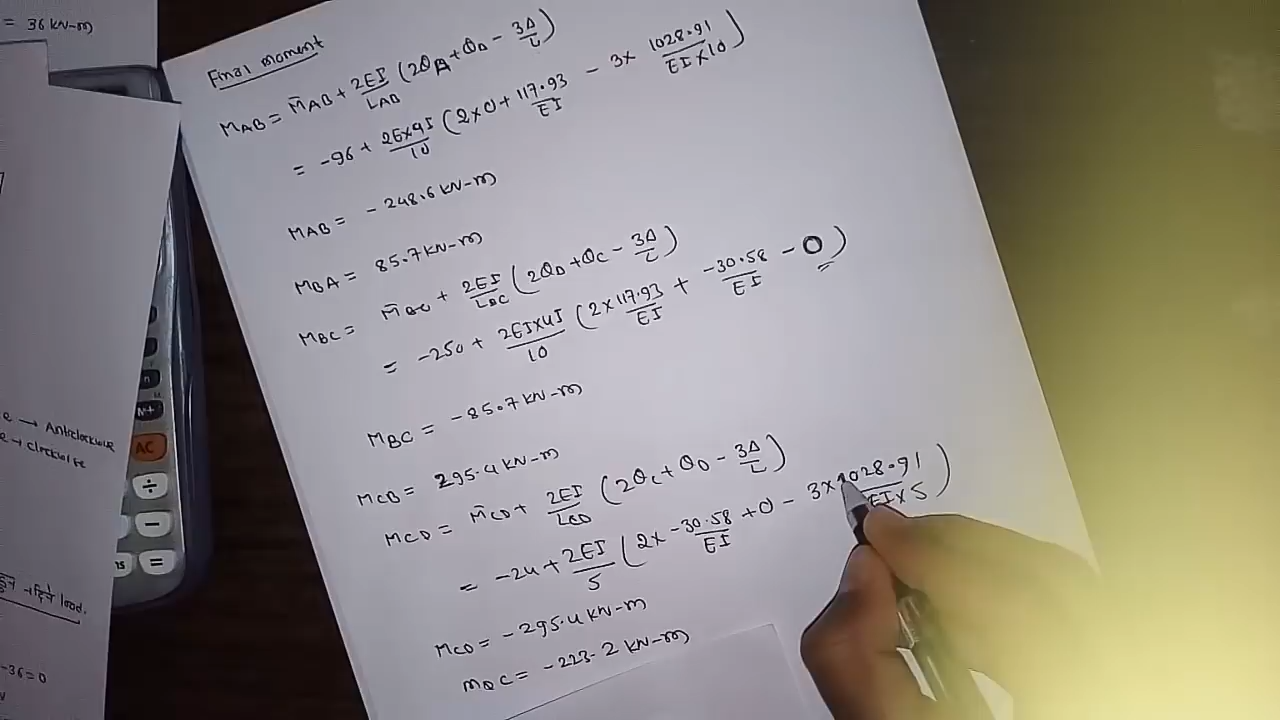 = 36 KN-m
Final moment
MAB = M̄AB + 2EI/LAB (2θA + θB - 3Δ/L)
= -96 + 2E×4I/10 (2×0 + 117.93/EI - 3× 1028.91/EI×10)
MAB = -248.6 KN-m
MBA = 85.7 KN-m
MBC = M̄BC + 2EI/LBC (2θB + θC - 3Δ/L)
= -250 + 2EI×4I/10 (2×117.93/EI + -30.58/EI - 0)
MBC = -85.7 KN-m
MCB = 295.4 KN-m
MCD = M̄CD + 2EI/LCD (2θC + θD - 3Δ/L)
= -24 + 2EI/5 (2× -30.58/EI + 0 - 3×1028.91/EI×5)
MCD = -295.4 KN-m
MDC = -223.2 KN-m
→ Anticlockwise
→ clockwise
load.
-36=0
M+
AC
÷
−
=